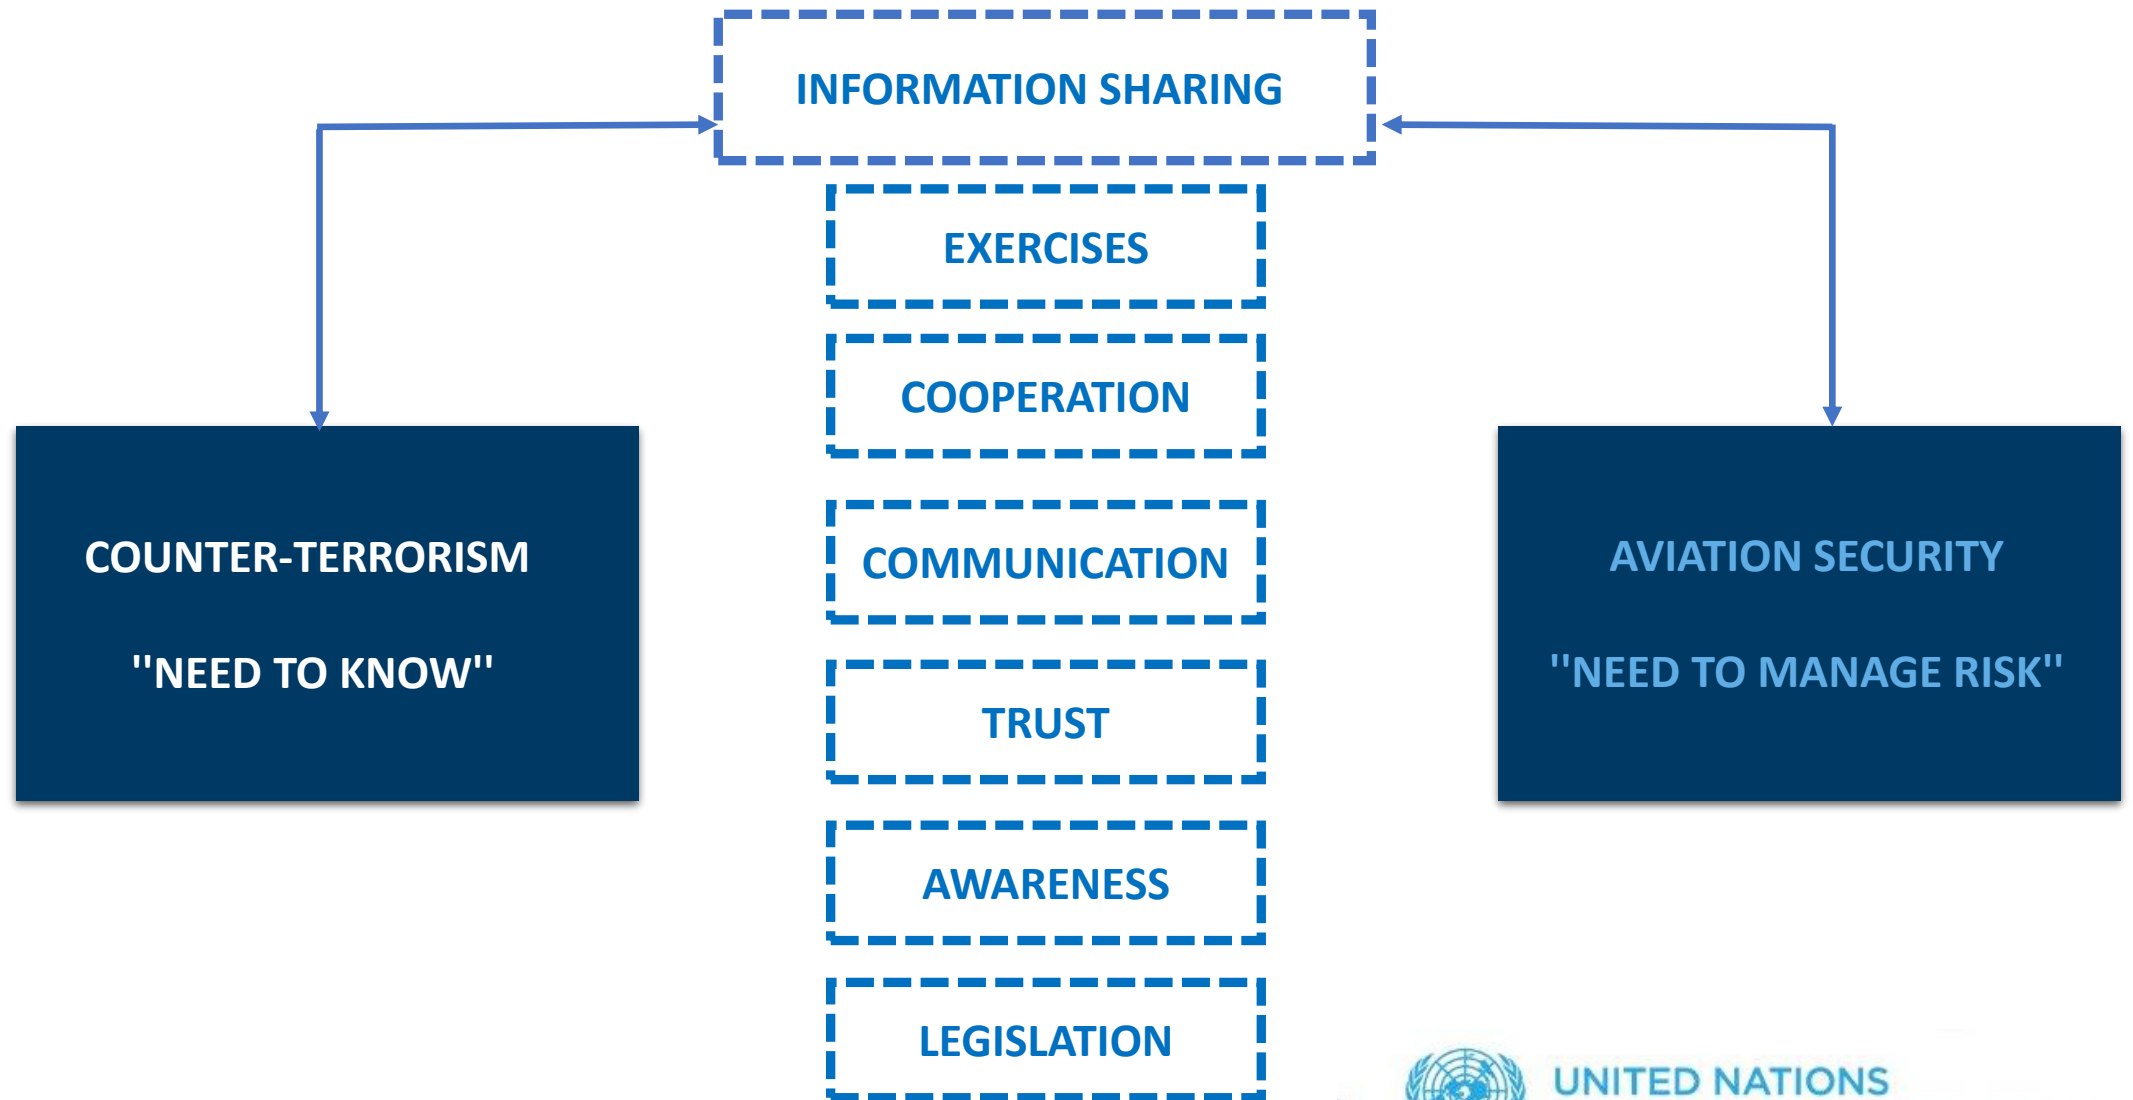 INFORMATION SHARING
EXERCISES
COOPERATION
COMMUNICATION
TRUST
AWARENESS
LEGISLATION
COUNTER-TERRORISM
"NEED TO KNOW"
AVIATION SECURITY
"NEED TO MANAGE RISK"
UNITED NATIONS